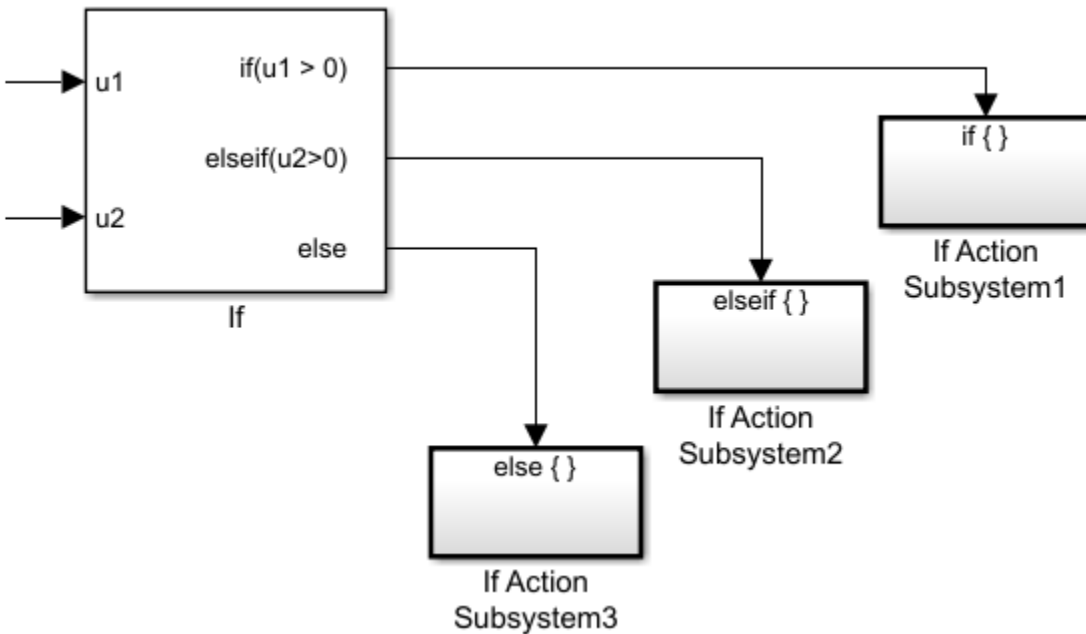 u1
if(u1 > 0)
elseif(u2>0)
u2
else
If
if { }
If Action
Subsystem1
elseif { }
If Action
Subsystem2
else { }
If Action
Subsystem3